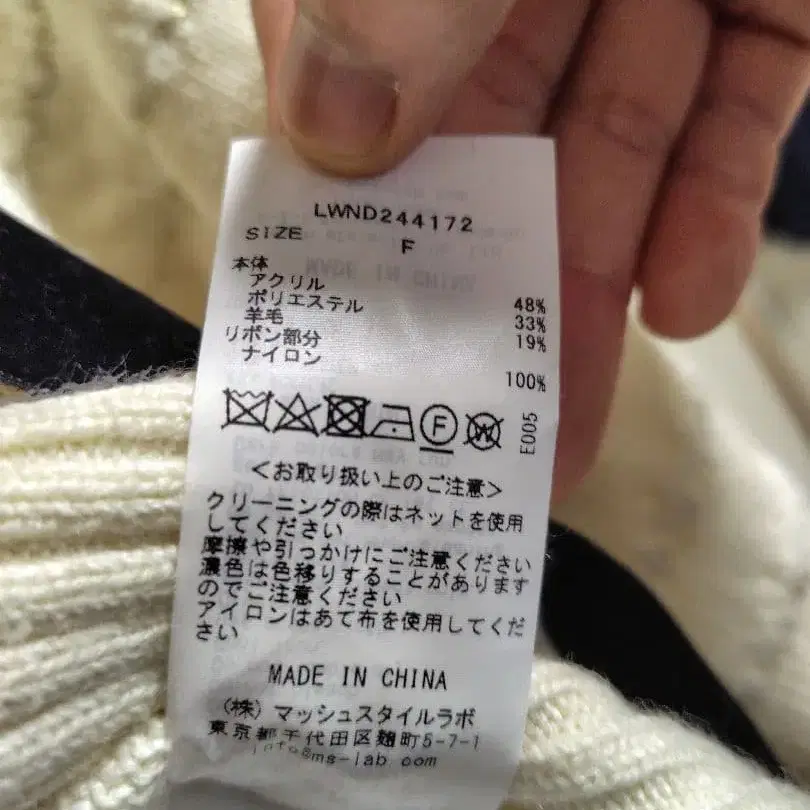 LWND244172
SIZE F
本体
アクリル 48%
ポリエステル 33%
羊毛 19%
リボン部分
ナイロン 100%
F
W
E005
<お取り扱い上のご注意>
クリーニングの際はネットを使用
してください
摩擦や引っかけにご注意ください
濃色は色移りすることがあります
のでご注意ください
アイロンはあて布を使用してくだ
さい
MADE IN CHINA
(株) マッシュスタイルラボ
東京都千代田区麹町5-7-1
info@ms-lab.com